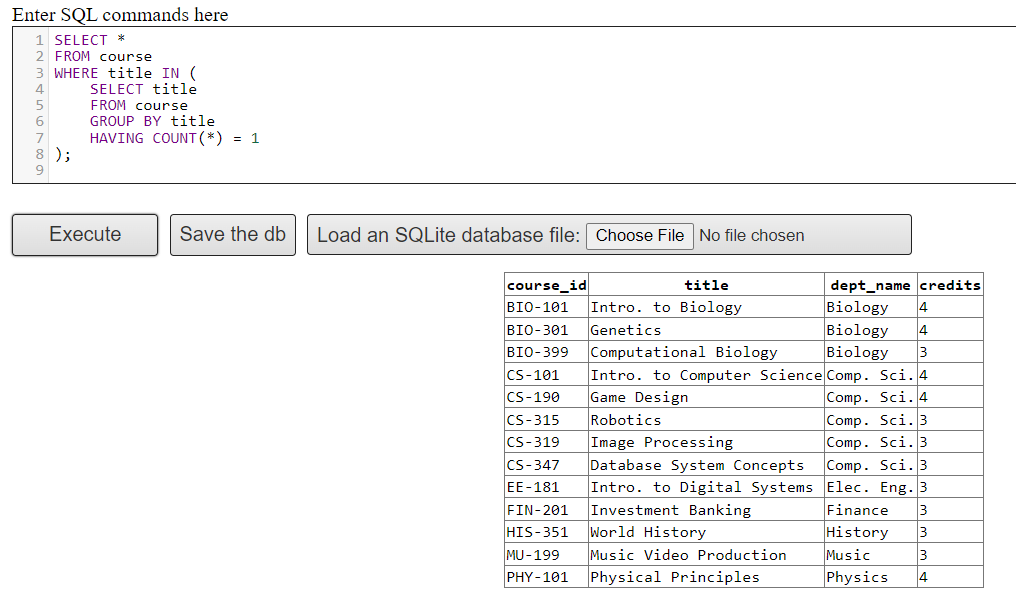 Enter SQL commands here
1 SELECT *
2 FROM course
3 WHERE title IN (
4     SELECT title
5     FROM course
6     GROUP BY title
7     HAVING COUNT(*) = 1
8 );
9
Execute Save the db Load an SQLite database file: Choose File No file chosen
course_id title dept_name credits
BIO-101 Intro. to Biology Biology 4
BIO-301 Genetics Biology 4
BIO-399 Computational Biology Biology 3
CS-101 Intro. to Computer Science Comp. Sci. 4
CS-190 Game Design Comp. Sci. 4
CS-315 Robotics Comp. Sci. 3
CS-319 Image Processing Comp. Sci. 3
CS-347 Database System Concepts Comp. Sci. 3
EE-181 Intro. to Digital Systems Elec. Eng. 3
FIN-201 Investment Banking Finance 3
HIS-351 World History History 3
MU-199 Music Video Production Music 3
PHY-101 Physical Principles Physics 4